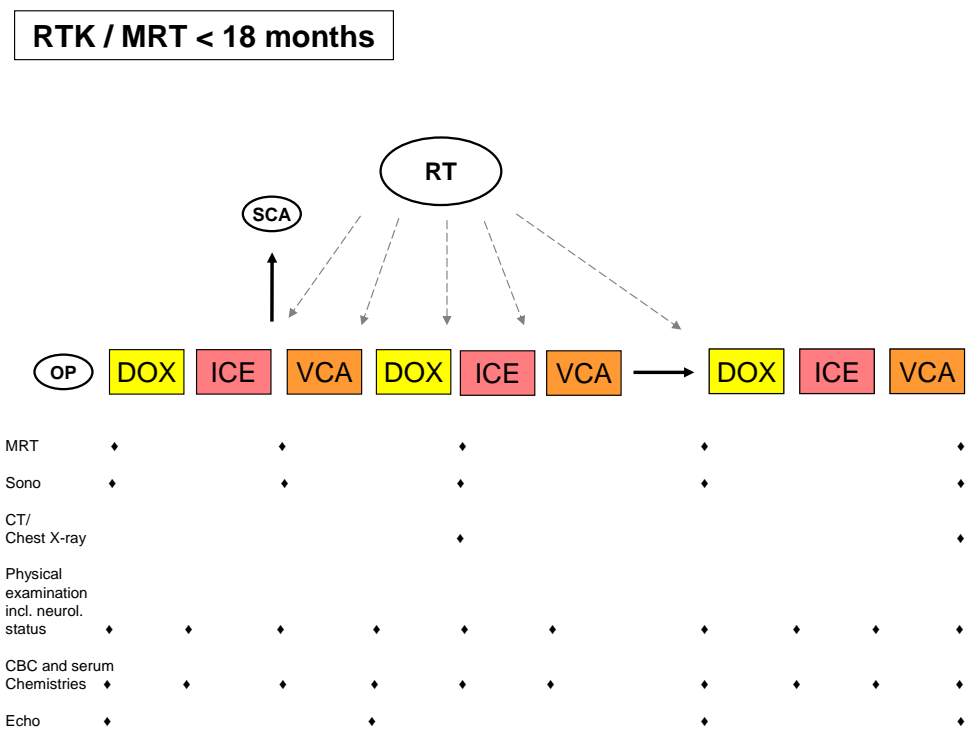 RTK / MRT < 18 months
RT
SCA
OP DOX ICE VCA DOX ICE VCA DOX ICE VCA
MRT
Sono
CT/
Chest X-ray
Physical
examination
incl. neurol.
status
CBC and serum
Chemistries
Echo